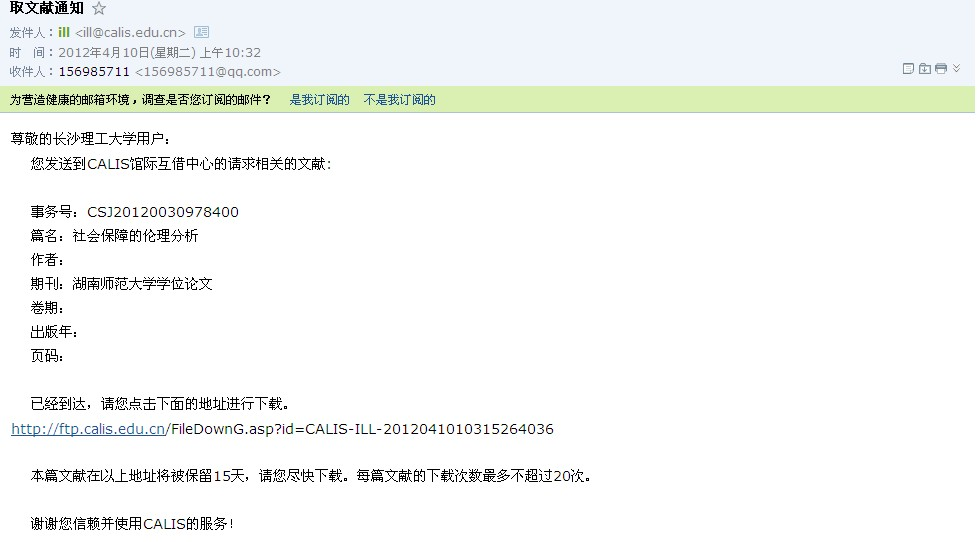 取文献通知 ☆
发件人：ill <ill@calis.edu.cn>
时　间：2012年4月10日(星期二) 上午10:32
收件人：156985711 <156985711@qq.com>
为营造健康的邮箱环境，调查是否您订阅的邮件？　是我订阅的　不是我订阅的
尊敬的长沙理工大学用户：
您发送到CALIS馆际互借中心的请求相关的文献：
事务号：CSJ20120030978400
篇名：社会保障的伦理分析
作者：
期刊：湖南师范大学学位论文
卷期：
出版年：
页码：
已经到达，请您点击下面的地址进行下载。
http://ftp.calis.edu.cn/FileDownG.asp?id=CALIS-ILL-2012041010315264036
本篇文献在以上地址将被保留15天，请您尽快下载。每篇文献的下载次数最多不超过20次。
谢谢您信赖并使用CALIS的服务！